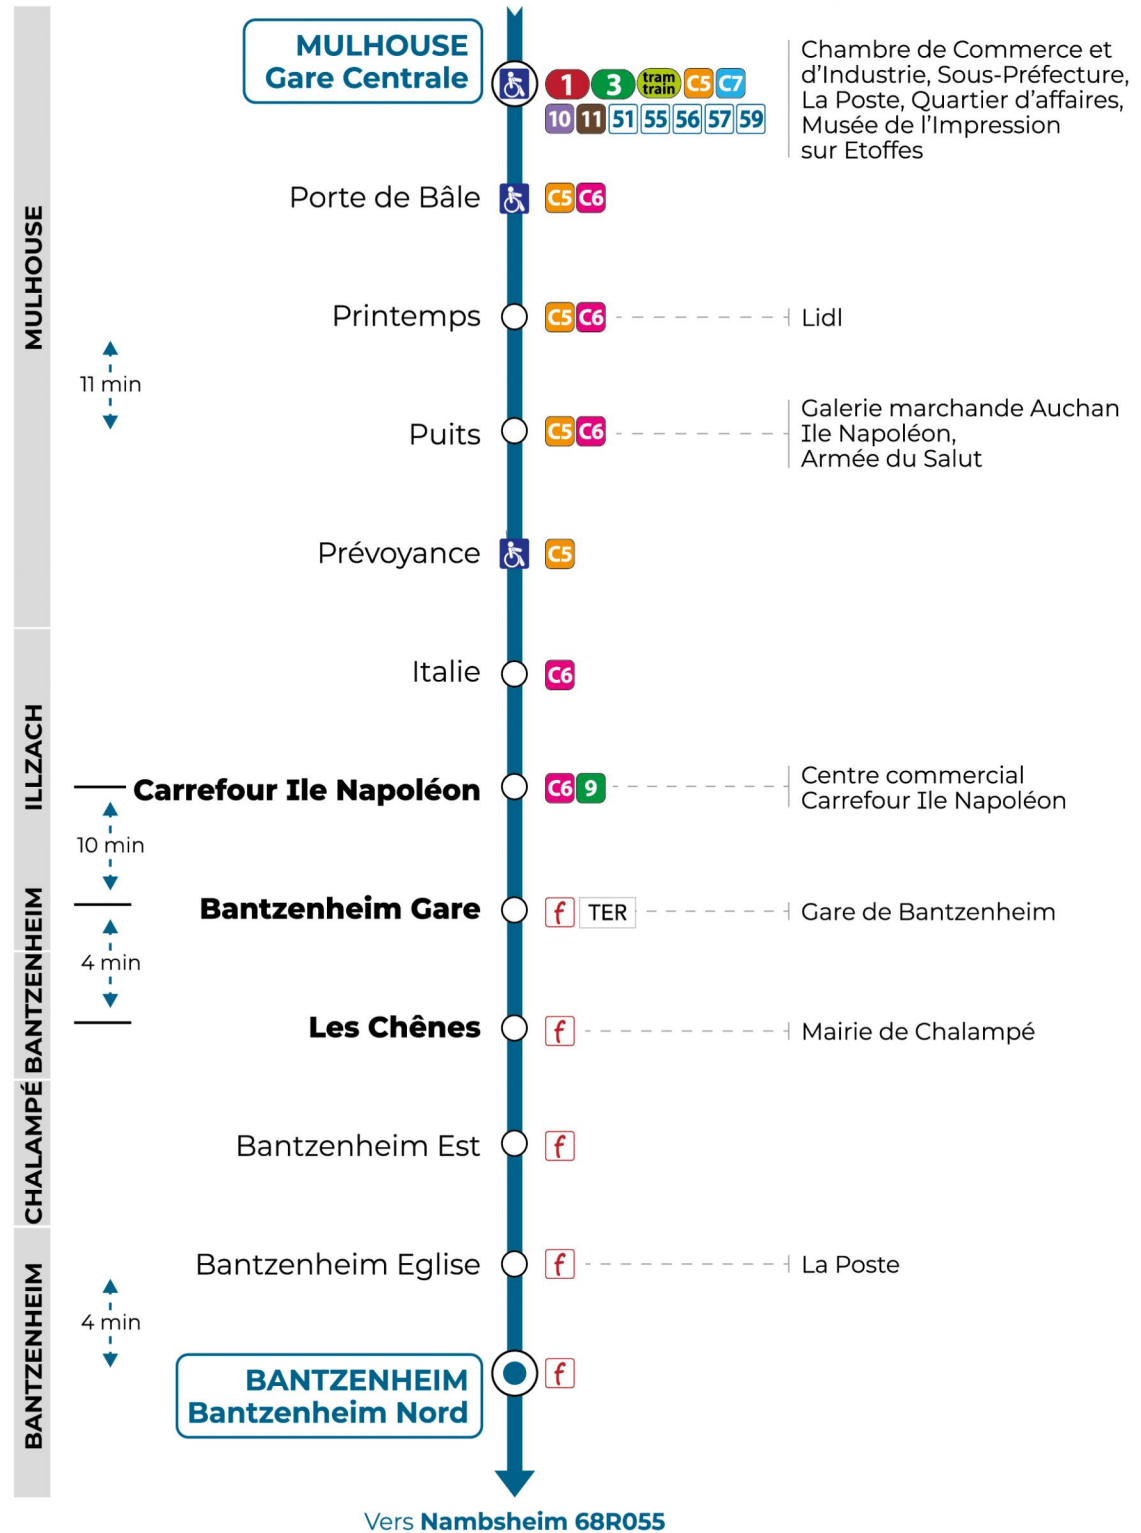 MULHOUSE
Gare Centrale
1 3 tram train C5 C7
10 11 51 55 56 57 59
Chambre de Commerce et
d'Industrie, Sous-Préfecture,
La Poste, Quartier d'affaires,
Musée de l'Impression
sur Etoffes
MULHOUSE
Porte de Bâle C5 C6
Printemps C5 C6 Lidl
11 min
Puits C5 C6
Galerie marchande Auchan
Ile Napoléon,
Armée du Salut
Prévoyance C5
ILLZACH
Italie C6
Carrefour Ile Napoléon C6 9
Centre commercial
Carrefour Ile Napoléon
10 min
BANTZENHEIM
Bantzenheim Gare f TER Gare de Bantzenheim
4 min
Les Chênes f Mairie de Chalampé
CHALAMPÉ
Bantzenheim Est f
BANTZENHEIM
Bantzenheim Eglise f La Poste
4 min
BANTZENHEIM
Bantzenheim Nord f
Vers Nambsheim 68R055